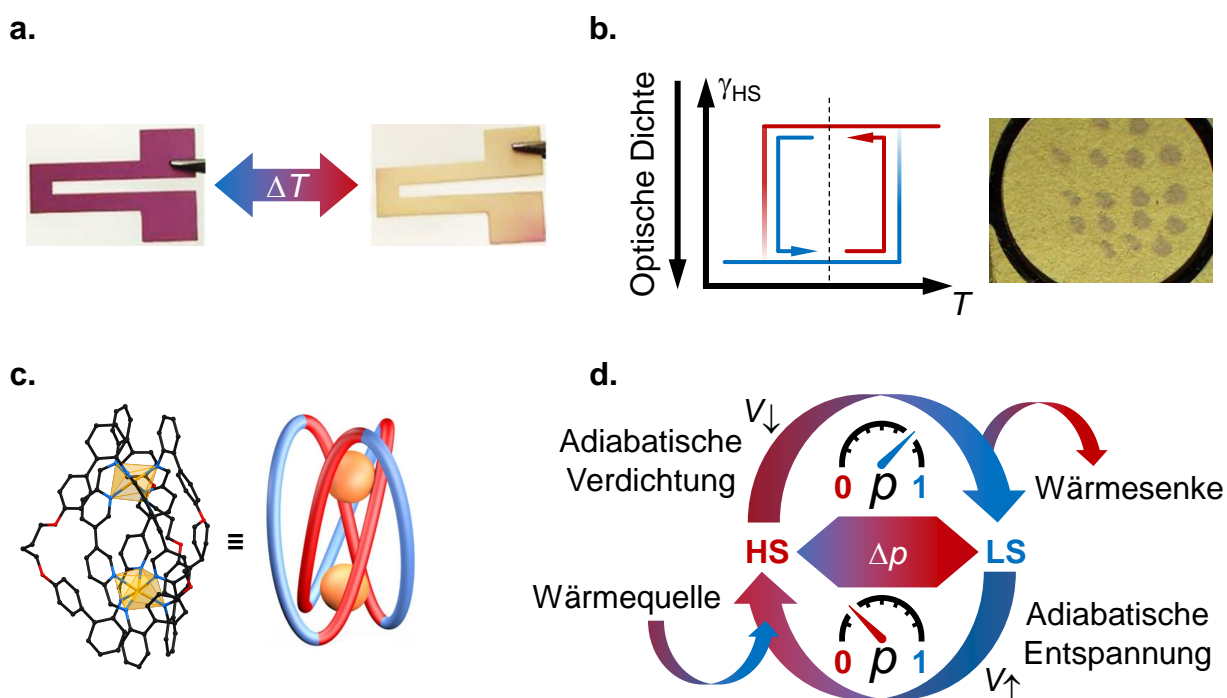 a.
ΔT
b.
Optische Dichte
γHS
T
c.
≡
d.
V↓
Adiabatische
Verdichtung
0 p 1
Wärmesenke
HS
Δp
LS
Wärmequelle
0 p 1
Adiabatische
Entspannung
V↑